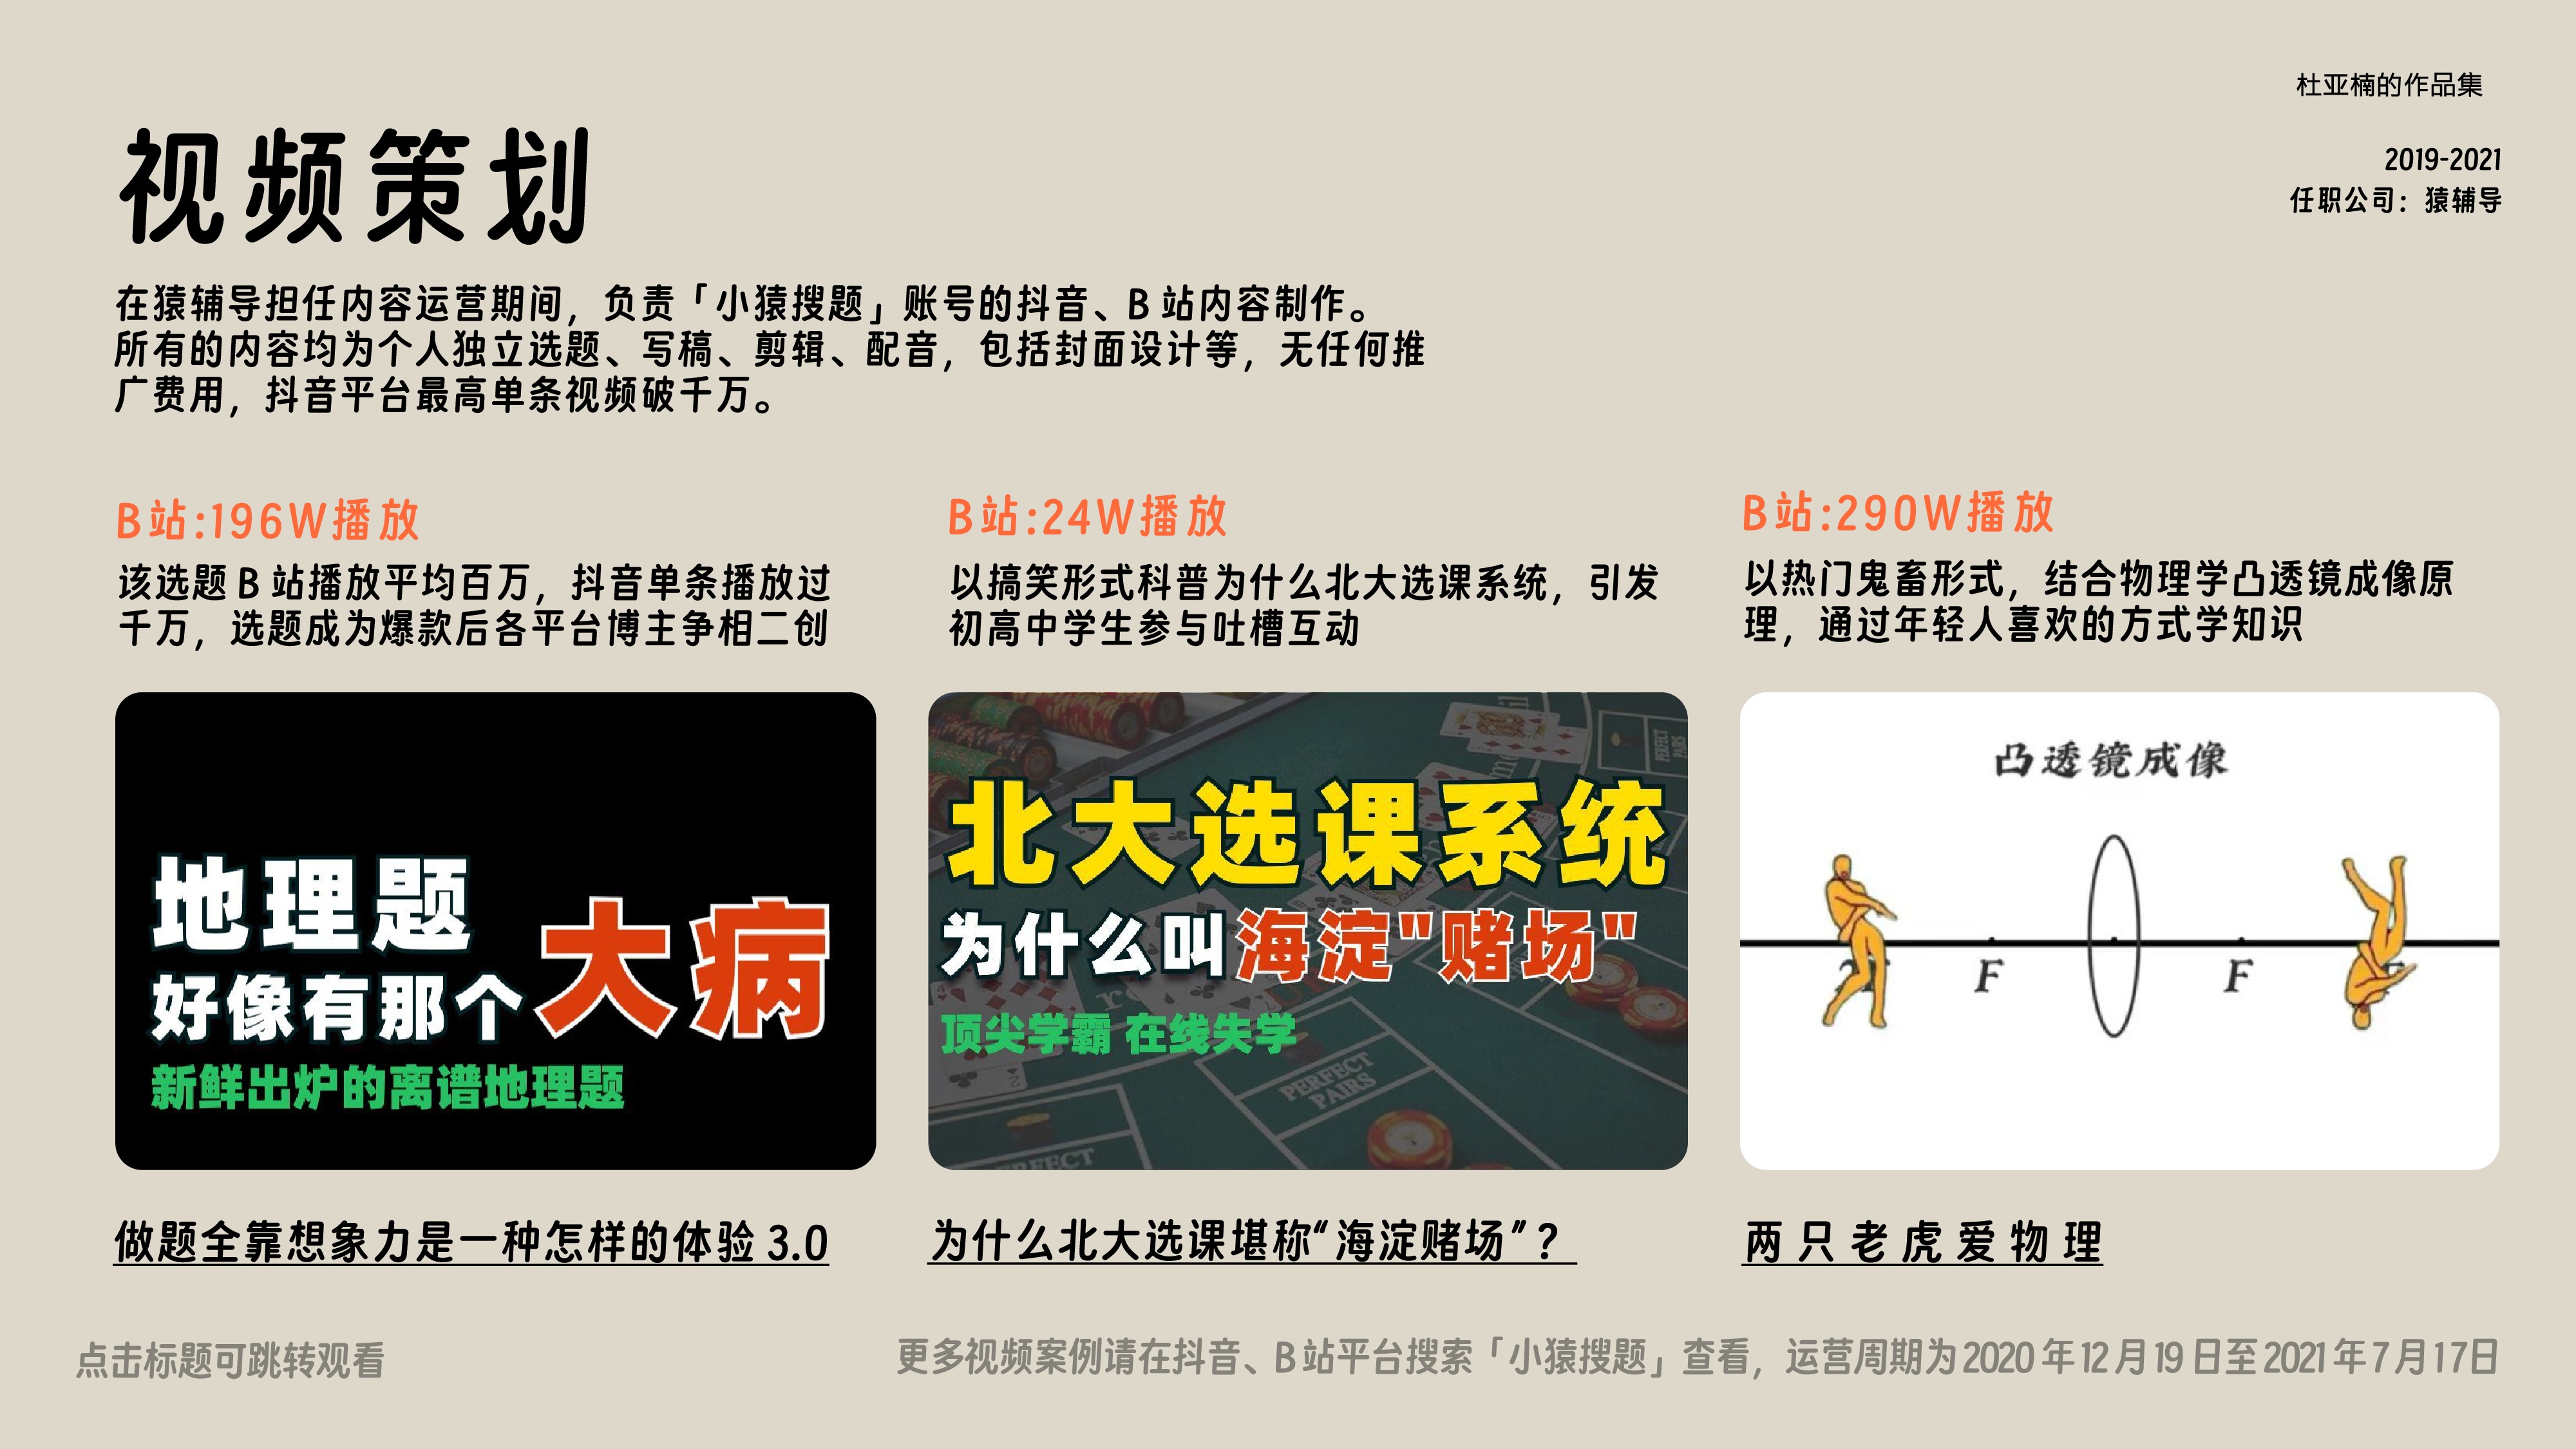 杜亚楠的作品集
2019-2021
任职公司：猿辅导
视频策划
在猿辅导担任内容运营期间，负责「小猿搜题」账号的抖音、B 站内容制作。
所有的内容均为个人独立选题、写稿、剪辑、配音，包括封面设计等，无任何推
广费用，抖音平台最高单条视频破千万。
B站:196W播放
该选题 B 站播放平均百万，抖音单条播放过
千万，选题成为爆款后各平台博主争相二创
地理题
好像有那个大病
新鲜出炉的离谱地理题
做题全靠想象力是一种怎样的体验 3.0
B站:24W播放
以搞笑形式科普为什么北大选课系统，引发
初高中学生参与吐槽互动
北大选课系统
为什么叫海淀"赌场"
顶尖学霸 在线失学
PERFECT
PAIRS
PERFECT
PERFECT
PAIRS
为什么北大选课堪称“海淀赌场”？
B站:290W播放
以热门鬼畜形式，结合物理学凸透镜成像原
理，通过年轻人喜欢的方式学知识
凸透镜成像
F
F
两只老虎爱物理
点击标题可跳转观看
更多视频案例请在抖音、B 站平台搜索「小猿搜题」查看，运营周期为 2020 年 12 月 19 日至 2021 年 7 月 17日